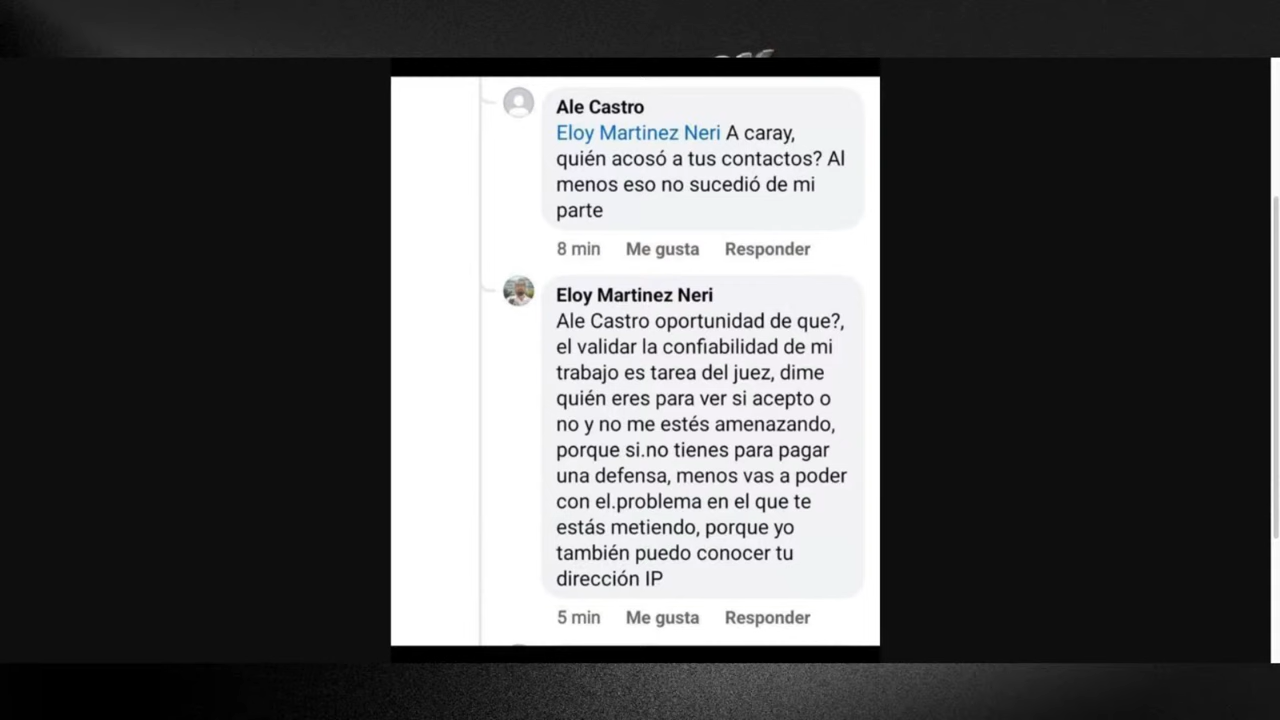 Ale Castro
Eloy Martinez Neri A caray,
quién acosó a tus contactos? Al
menos eso no sucedió de mi
parte
8 min Me gusta Responder
Eloy Martinez Neri
Ale Castro oportunidad de que?,
el validar la confiabilidad de mi
trabajo es tarea del juez, dime
quién eres para ver si acepto o
no y no me estés amenazando,
porque si.no tienes para pagar
una defensa, menos vas a poder
con el.problema en el que te
estás metiendo, porque yo
también puedo conocer tu
dirección IP
5 min Me gusta Responder